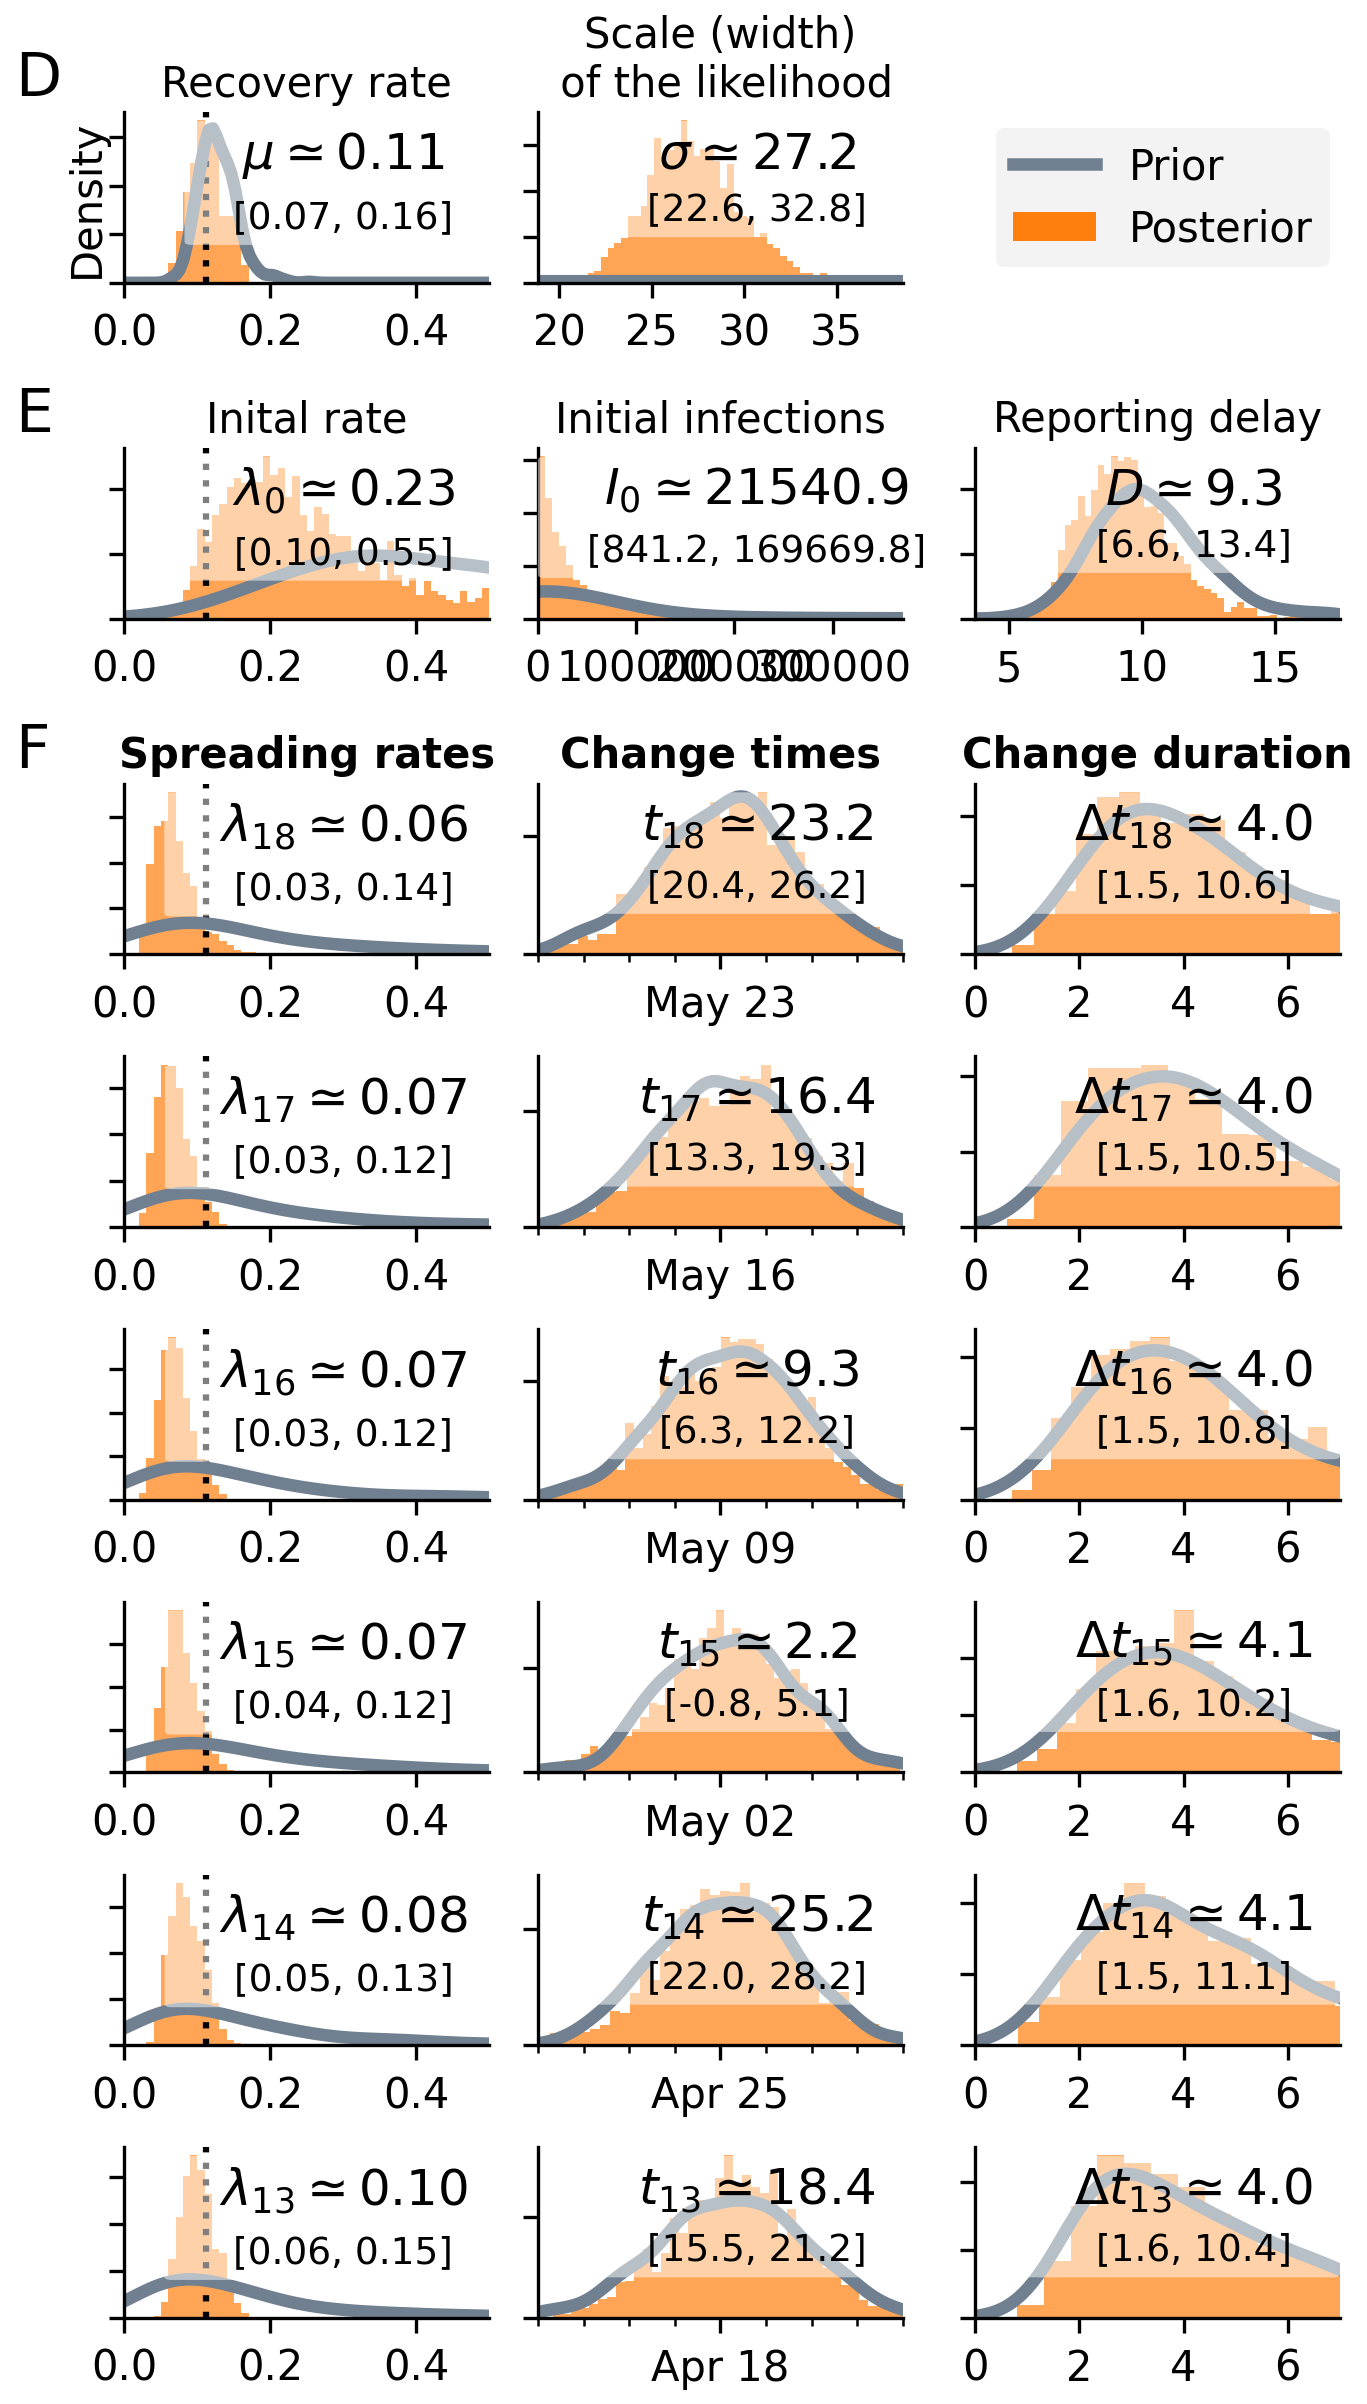 D
Recovery rate
Scale (width)
of the likelihood
Density
μ ≃ 0.11
[0.07, 0.16]
0.0 0.2 0.4
σ ≃ 27.2
[22.6, 32.8]
20 25 30 35
Prior
Posterior
E
Inital rate
Initial infections
Reporting delay
λ0 ≃ 0.23
[0.10, 0.55]
0.0 0.2 0.4
I0 ≃ 21540.9
[841.2, 169669.8]
0 100000 200000 300000
D ≃ 9.3
[6.6, 13.4]
5 10 15
F
Spreading rates
Change times
Change duration
λ18 ≃ 0.06
[0.03, 0.14]
0.0 0.2 0.4
t18 ≃ 23.2
[20.4, 26.2]
May 23
Δt18 ≃ 4.0
[1.5, 10.6]
0 2 4 6
λ17 ≃ 0.07
[0.03, 0.12]
0.0 0.2 0.4
t17 ≃ 16.4
[13.3, 19.3]
May 16
Δt17 ≃ 4.0
[1.5, 10.5]
0 2 4 6
λ16 ≃ 0.07
[0.03, 0.12]
0.0 0.2 0.4
t16 ≃ 9.3
[6.3, 12.2]
May 09
Δt16 ≃ 4.0
[1.5, 10.8]
0 2 4 6
λ15 ≃ 0.07
[0.04, 0.12]
0.0 0.2 0.4
t15 ≃ 2.2
[-0.8, 5.1]
May 02
Δt15 ≃ 4.1
[1.6, 10.2]
0 2 4 6
λ14 ≃ 0.08
[0.05, 0.13]
0.0 0.2 0.4
t14 ≃ 25.2
[22.0, 28.2]
Apr 25
Δt14 ≃ 4.1
[1.5, 11.1]
0 2 4 6
λ13 ≃ 0.10
[0.06, 0.15]
0.0 0.2 0.4
t13 ≃ 18.4
[15.5, 21.2]
Apr 18
Δt13 ≃ 4.0
[1.6, 10.4]
0 2 4 6